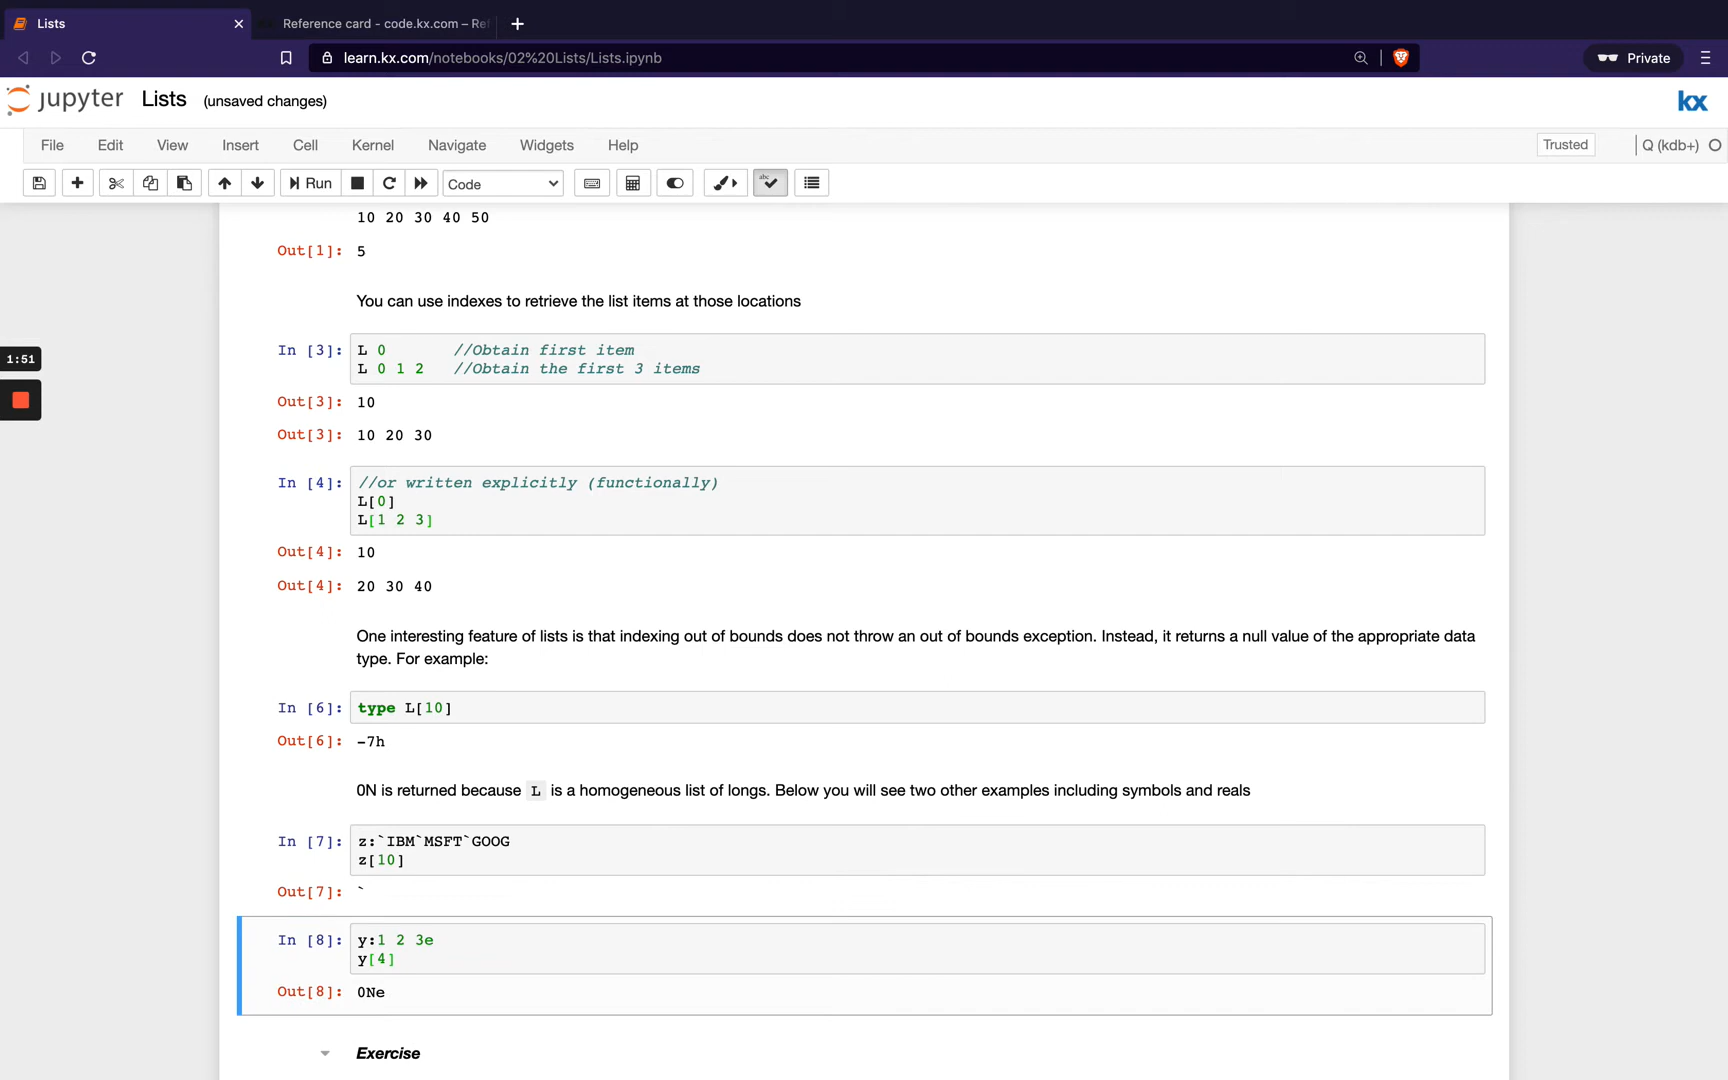 Lists
Reference card - code.kx.com – Ref
learn.kx.com/notebooks/02%20Lists/Lists.ipynb
Private
jupyter Lists (unsaved changes)
kx
File Edit View Insert Cell Kernel Navigate Widgets Help
Trusted
Q (kdb+)
Run
Code
abc
10 20 30 40 50
Out[1]: 5
You can use indexes to retrieve the list items at those locations
1:51
In [3]: L 0 //Obtain first item
L 0 1 2 //Obtain the first 3 items
Out[3]: 10
Out[3]: 10 20 30
In [4]: //or written explicitly (functionally)
L[0]
L[1 2 3]
Out[4]: 10
Out[4]: 20 30 40
One interesting feature of lists is that indexing out of bounds does not throw an out of bounds exception. Instead, it returns a null value of the appropriate data
type. For example:
In [6]: type L[10]
Out[6]: -7h
0N is returned because L is a homogeneous list of longs. Below you will see two other examples including symbols and reals
In [7]: z:`IBM`MSFT`GOOG
z[10]
Out[7]: `
In [8]: y:1 2 3e
y[4]
Out[8]: 0Ne
Exercise